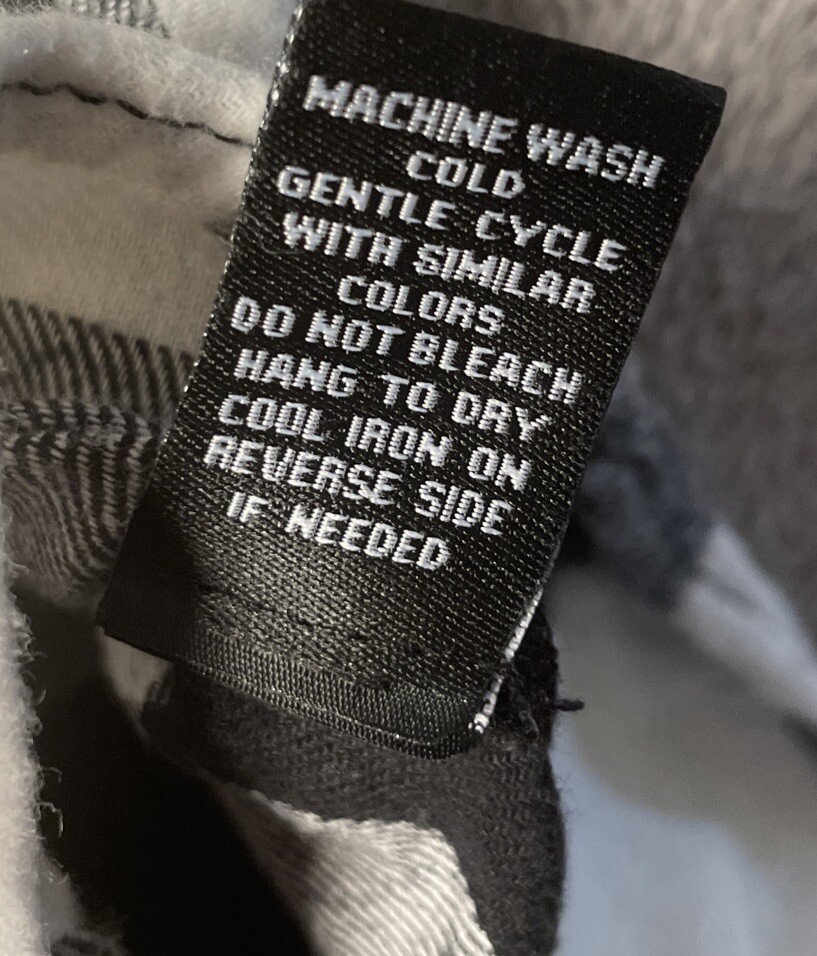 MACHINE WASH
COLD
GENTLE CYCLE
WITH SIMILAR
COLORS
DO NOT BLEACH
HANG TO DRY
COOL IRON ON
REVERSE SIDE
IF NEEDED